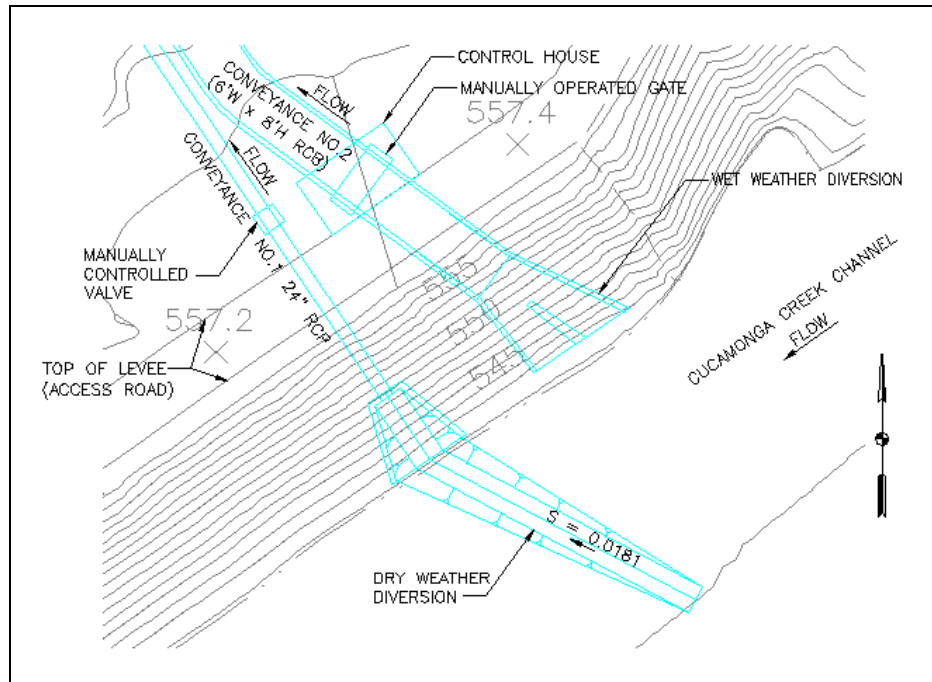 CONTROL HOUSE
MANUALLY OPERATED GATE
557.4
CONVEYANCE NO.2
(6'W x 8'H RCB)
FLOW
FLOW
WET WEATHER DIVERSION
CONVEYANCE NO.1 24" RCP
MANUALLY
CONTROLLED
VALVE
555
550
545
557.2
CUCAMONGA CREEK CHANNEL
FLOW
TOP OF LEVEE
(ACCESS ROAD)
S = 0.0181
DRY WEATHER
DIVERSION